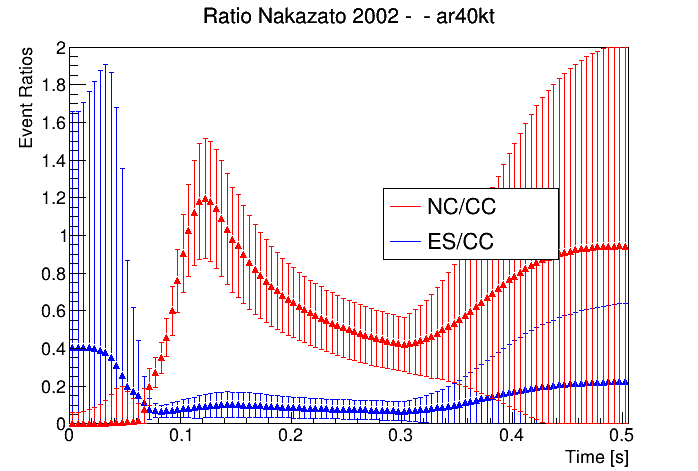 Ratio Nakazato 2002 - - ar40kt
Event Ratios
2
1.8
1.6
1.4
1.2
1
0.8
0.6
0.4
0.2
0
NC/CC
ES/CC
0 0.1 0.2 0.3 0.4 0.5
Time [s]